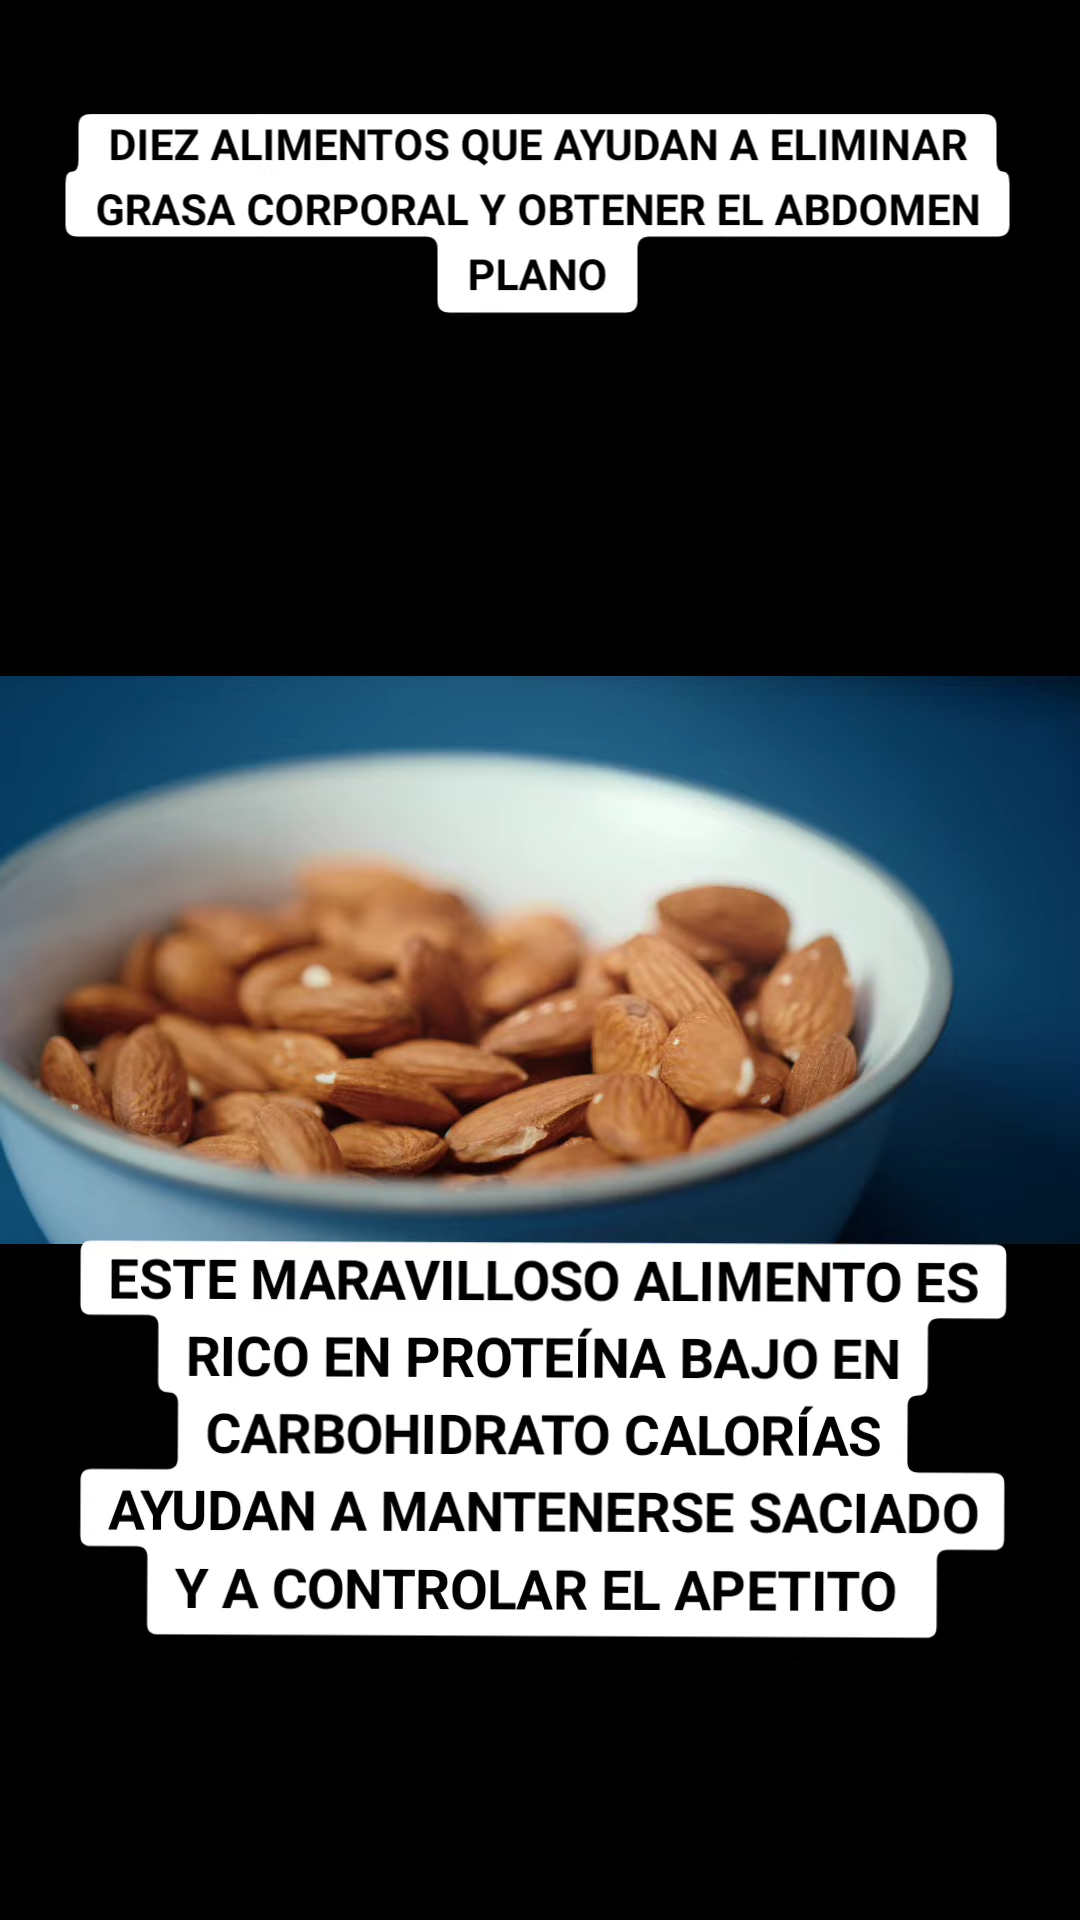 DIEZ ALIMENTOS QUE AYUDAN A ELIMINAR
GRASA CORPORAL Y OBTENER EL ABDOMEN
PLANO
ESTE MARAVILLOSO ALIMENTO ES
RICO EN PROTEÍNA BAJO EN
CARBOHIDRATO CALORÍAS
AYUDAN A MANTENERSE SACIADO
Y A CONTROLAR EL APETITO